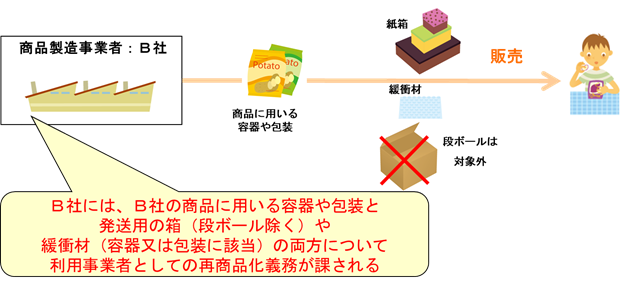 商品製造事業者：Ｂ社
Potato
Potato
商品に用いる
容器や包装
紙箱
緩衝材
販売
段ボールは
対象外
Ｂ社には、Ｂ社の商品に用いる容器や包装と
発送用の箱（段ボール除く）や
緩衝材（容器又は包装に該当）の両方について
利用事業者としての再商品化義務が課される